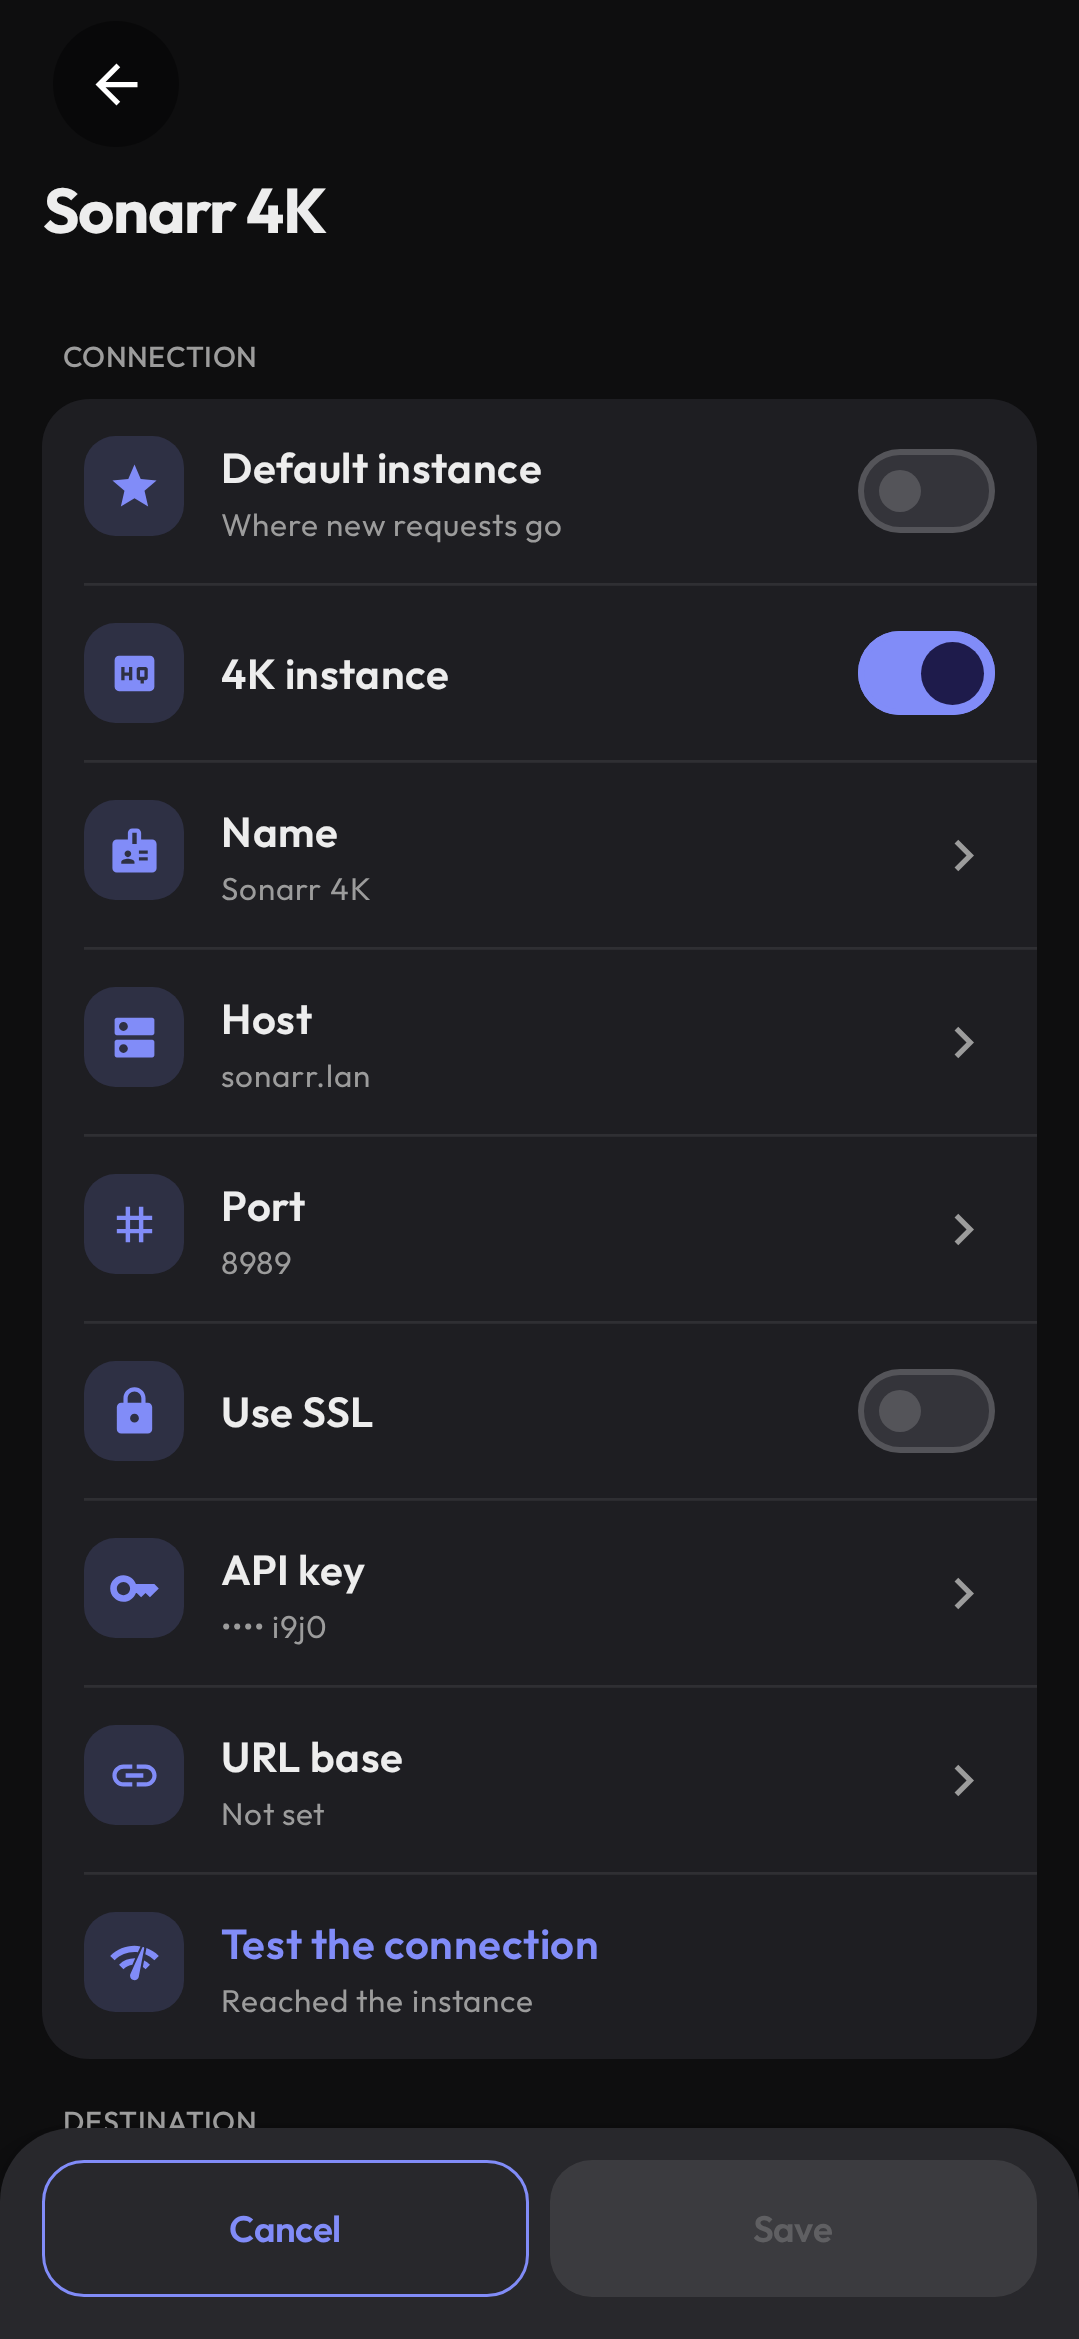 Sonarr 4K
CONNECTION
Default instance
Where new requests go
HQ
4K instance
Name
Sonarr 4K
Host
sonarr.lan
Port
8989
Use SSL
API key
•••• i9j0
URL base
Not set
Test the connection
Reached the instance
DESTINATION
Cancel
Save